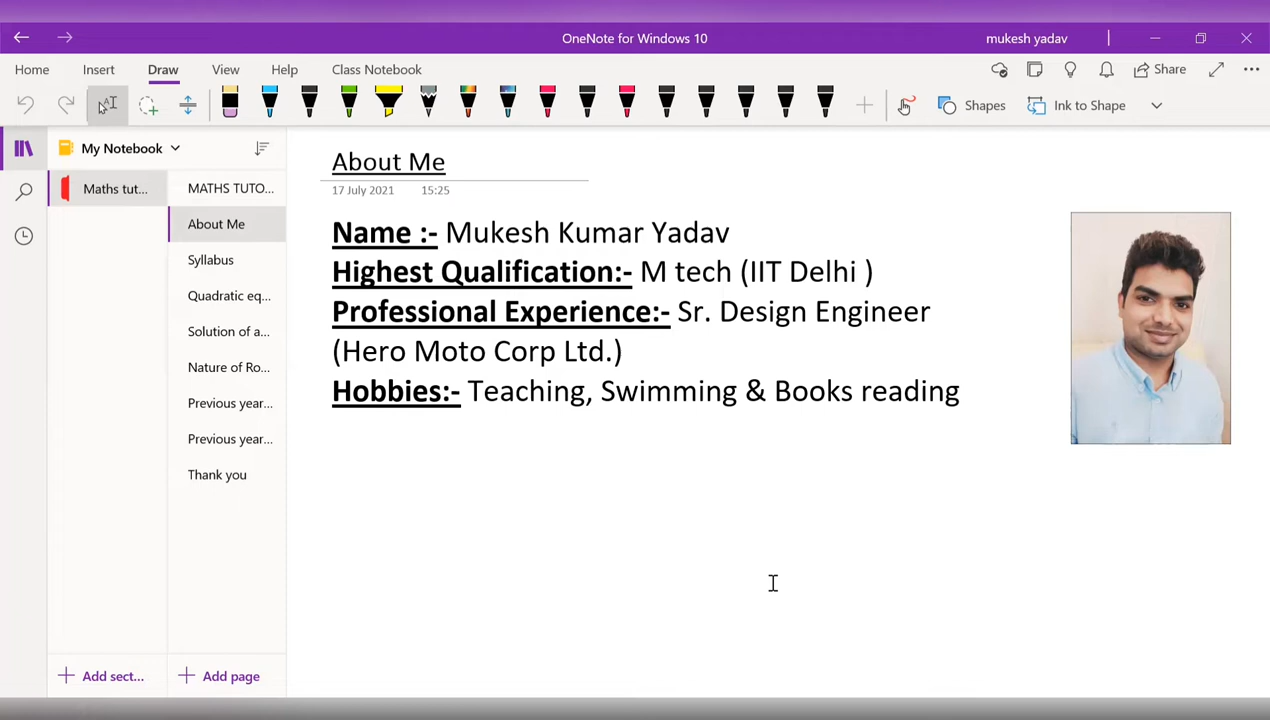 OneNote for Windows 10
mukesh yadav
Home Insert Draw View Help Class Notebook
Share
Shapes
Ink to Shape
My Notebook
Maths tut...
MATHS TUTO...
About Me
Syllabus
Quadratic eq...
Solution of a...
Nature of Ro...
Previous year...
Previous year...
Thank you
Add sect...
Add page
About Me
17 July 2021 15:25
Name :- Mukesh Kumar Yadav
Highest Qualification:- M tech (IIT Delhi )
Professional Experience:- Sr. Design Engineer
(Hero Moto Corp Ltd.)
Hobbies:- Teaching, Swimming & Books reading